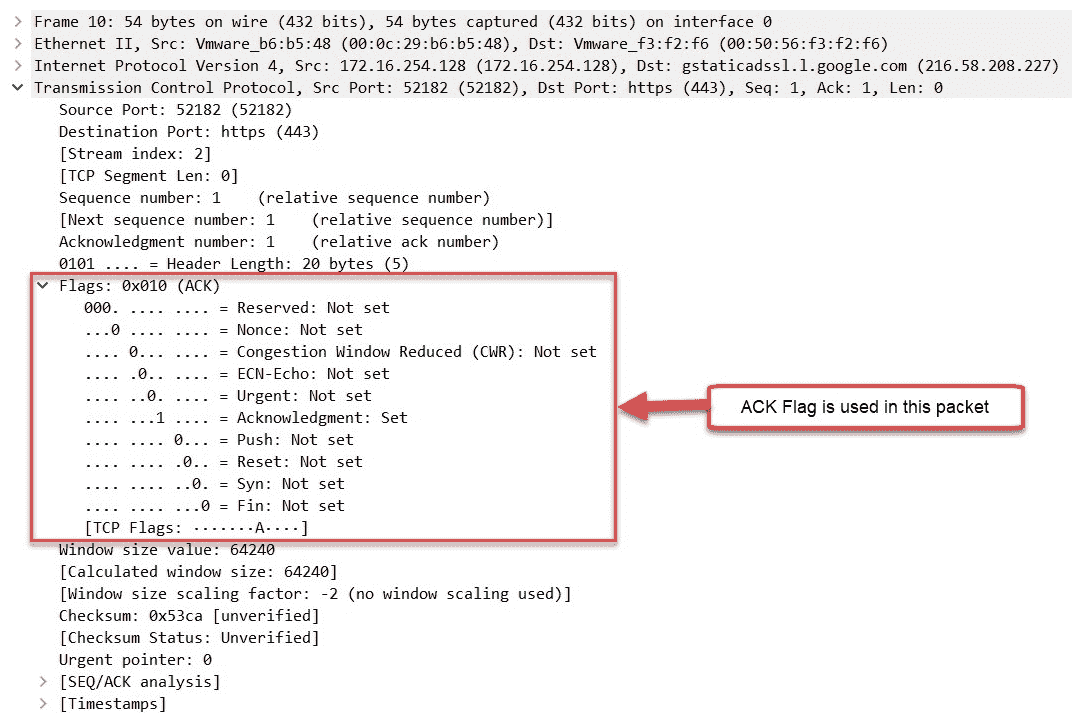 Frame 10: 54 bytes on wire (432 bits), 54 bytes captured (432 bits) on interface 0
Ethernet II, Src: Vmware_b6:b5:48 (00:0c:29:b6:b5:48), Dst: Vmware_f3:f2:f6 (00:50:56:f3:f2:f6)
Internet Protocol Version 4, Src: 172.16.254.128 (172.16.254.128), Dst: gstaticadssl.l.google.com (216.58.208.227)
Transmission Control Protocol, Src Port: 52182 (52182), Dst Port: https (443), Seq: 1, Ack: 1, Len: 0
Source Port: 52182 (52182)
Destination Port: https (443)
[Stream index: 2]
[TCP Segment Len: 0]
Sequence number: 1    (relative sequence number)
[Next sequence number: 1    (relative sequence number)]
Acknowledgment number: 1    (relative ack number)
0101 .... = Header Length: 20 bytes (5)
Flags: 0x010 (ACK)
000. .... .... = Reserved: Not set
...0 .... .... = Nonce: Not set
.... 0... .... = Congestion Window Reduced (CWR): Not set
.... .0.. .... = ECN-Echo: Not set
.... ..0. .... = Urgent: Not set
.... ...1 .... = Acknowledgment: Set
.... .... 0... = Push: Not set
.... .... .0.. = Reset: Not set
.... .... ..0. = Syn: Not set
.... .... ...0 = Fin: Not set
[TCP Flags: ·······A····]
ACK Flag is used in this packet
Window size value: 64240
[Calculated window size: 64240]
[Window size scaling factor: -2 (no window scaling used)]
Checksum: 0x53ca [unverified]
[Checksum Status: Unverified]
Urgent pointer: 0
[SEQ/ACK analysis]
[Timestamps]